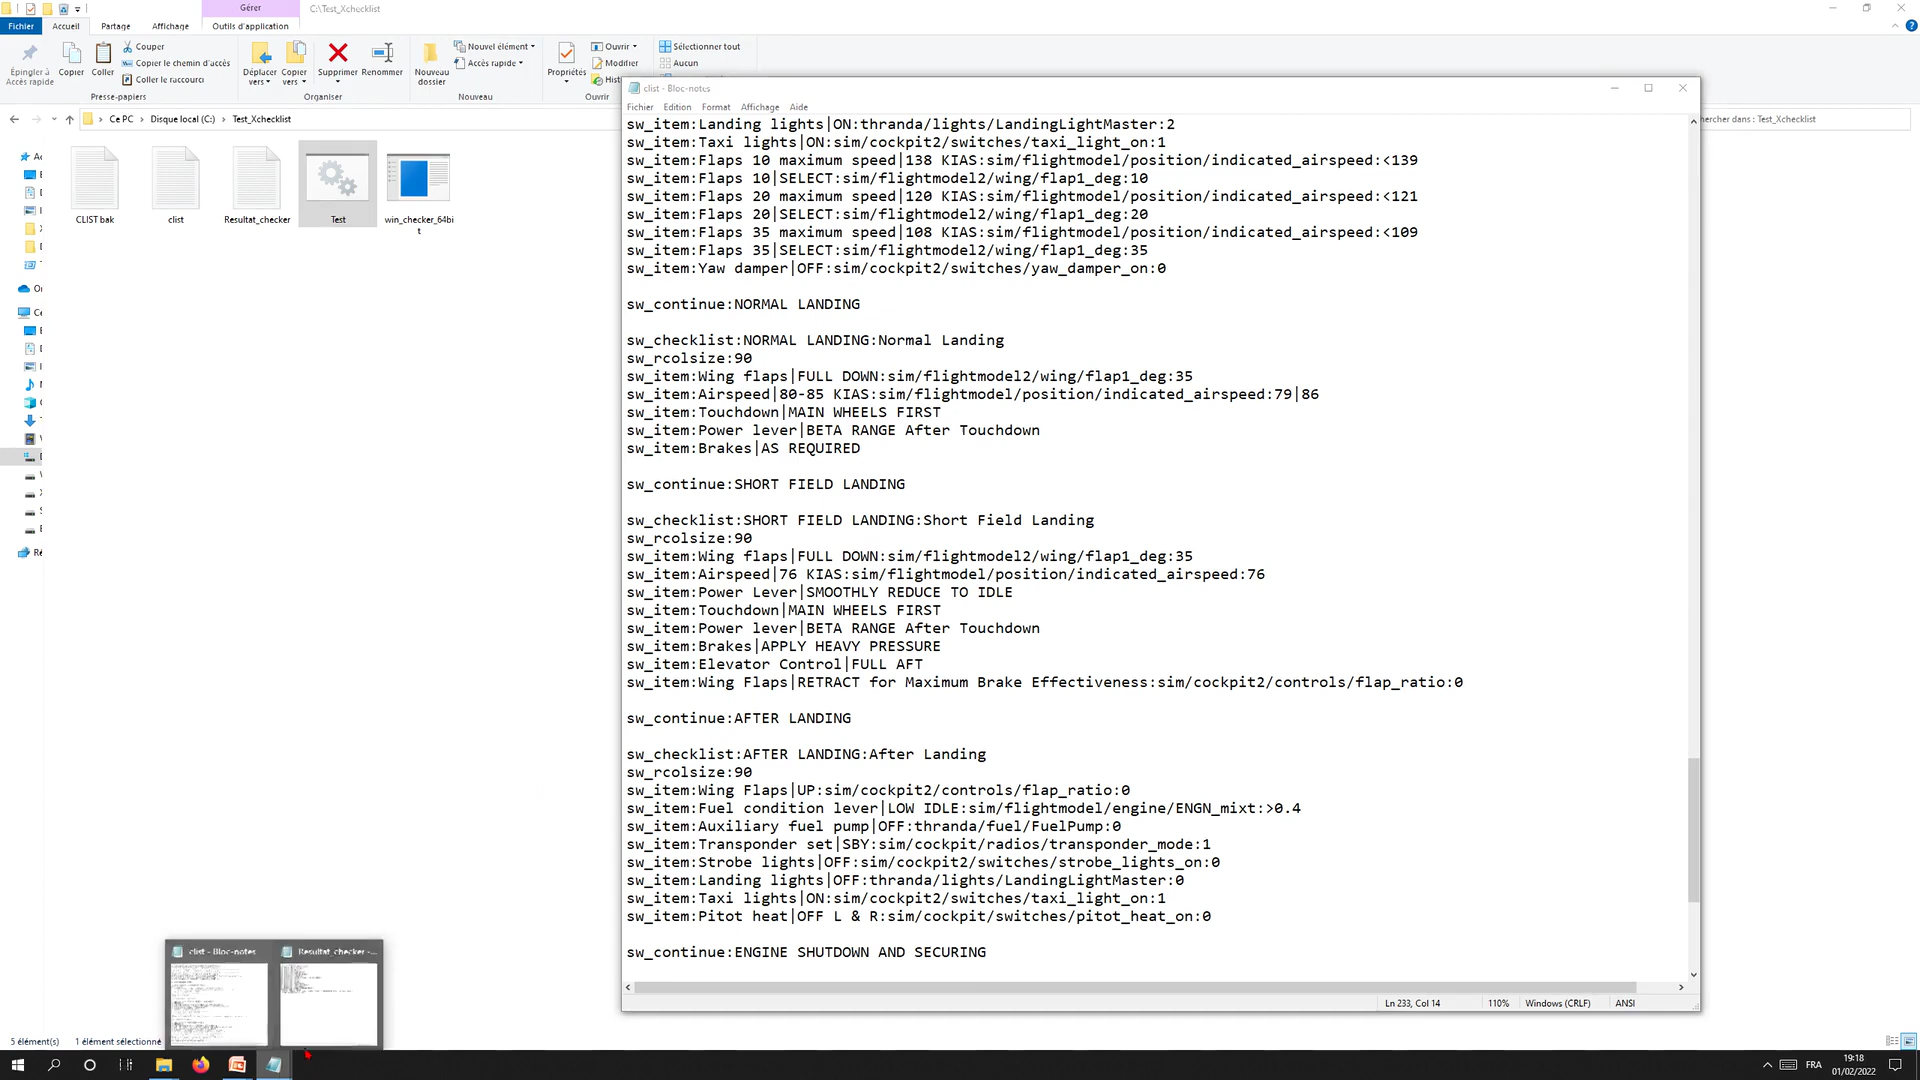 Gérer
C:\Test_Xchecklist
Fichier
Accueil
Partage
Affichage
Outils d'application
Épingler à
Accès rapide
Copier
Coller
Couper
Copier le chemin d'accès
Coller le raccourci
Presse-papiers
Déplacer
vers
Copier
vers
Supprimer
Renommer
Organiser
Nouveau
dossier
Nouvel élément
Accès rapide
Nouveau
Propriétés
Ouvrir
Modifier
Ouvrir
Sélectionner tout
Aucun
Ce PC
Disque local (C:)
Test_Xchecklist
hercher dans : Test_Xchecklist
CLIST bak
clist
Resultat_checker
Test
win_checker_64bi
t
clist - Bloc-notes
Fichier
Edition
Format
Affichage
Aide
sw_item:Landing lights|ON:thranda/lights/LandingLightMaster:2
sw_item:Taxi lights|ON:sim/cockpit2/switches/taxi_light_on:1
sw_item:Flaps 10 maximum speed|138 KIAS:sim/flightmodel/position/indicated_airspeed:<139
sw_item:Flaps 10|SELECT:sim/flightmodel2/wing/flap1_deg:10
sw_item:Flaps 20 maximum speed|120 KIAS:sim/flightmodel/position/indicated_airspeed:<121
sw_item:Flaps 20|SELECT:sim/flightmodel2/wing/flap1_deg:20
sw_item:Flaps 35 maximum speed|108 KIAS:sim/flightmodel/position/indicated_airspeed:<109
sw_item:Flaps 35|SELECT:sim/flightmodel2/wing/flap1_deg:35
sw_item:Yaw damper|OFF:sim/cockpit2/switches/yaw_damper_on:0
sw_continue:NORMAL LANDING
sw_checklist:NORMAL LANDING:Normal Landing
sw_rcolsize:90
sw_item:Wing flaps|FULL DOWN:sim/flightmodel2/wing/flap1_deg:35
sw_item:Airspeed|80-85 KIAS:sim/flightmodel/position/indicated_airspeed:79|86
sw_item:Touchdown|MAIN WHEELS FIRST
sw_item:Power lever|BETA RANGE After Touchdown
sw_item:Brakes|AS REQUIRED
sw_continue:SHORT FIELD LANDING
sw_checklist:SHORT FIELD LANDING:Short Field Landing
sw_rcolsize:90
sw_item:Wing flaps|FULL DOWN:sim/flightmodel2/wing/flap1_deg:35
sw_item:Airspeed|76 KIAS:sim/flightmodel/position/indicated_airspeed:76
sw_item:Power Lever|SMOOTHLY REDUCE TO IDLE
sw_item:Touchdown|MAIN WHEELS FIRST
sw_item:Power lever|BETA RANGE After Touchdown
sw_item:Brakes|APPLY HEAVY PRESSURE
sw_item:Elevator Control|FULL AFT
sw_item:Wing Flaps|RETRACT for Maximum Brake Effectiveness:sim/cockpit2/controls/flap_ratio:0
sw_continue:AFTER LANDING
sw_checklist:AFTER LANDING:After Landing
sw_rcolsize:90
sw_item:Wing Flaps|UP:sim/cockpit2/controls/flap_ratio:0
sw_item:Fuel condition lever|LOW IDLE:sim/flightmodel/engine/ENGN_mixt:>0.4
sw_item:Auxiliary fuel pump|OFF:thranda/fuel/FuelPump:0
sw_item:Transponder set|SBY:sim/cockpit/radios/transponder_mode:1
sw_item:Strobe lights|OFF:sim/cockpit2/switches/strobe_lights_on:0
sw_item:Landing lights|OFF:thranda/lights/LandingLightMaster:0
sw_item:Taxi lights|ON:sim/cockpit2/switches/taxi_light_on:1
sw_item:Pitot heat|OFF L & R:sim/cockpit/switches/pitot_heat_on:0
sw_continue:ENGINE SHUTDOWN AND SECURING
Ln 233, Col 14
110%
Windows (CRLF)
ANSI
clist - Bloc-notes
Resultat_checker -...
5 élément(s)
1 élément sélectionné
FRA
19:18
01/02/2022